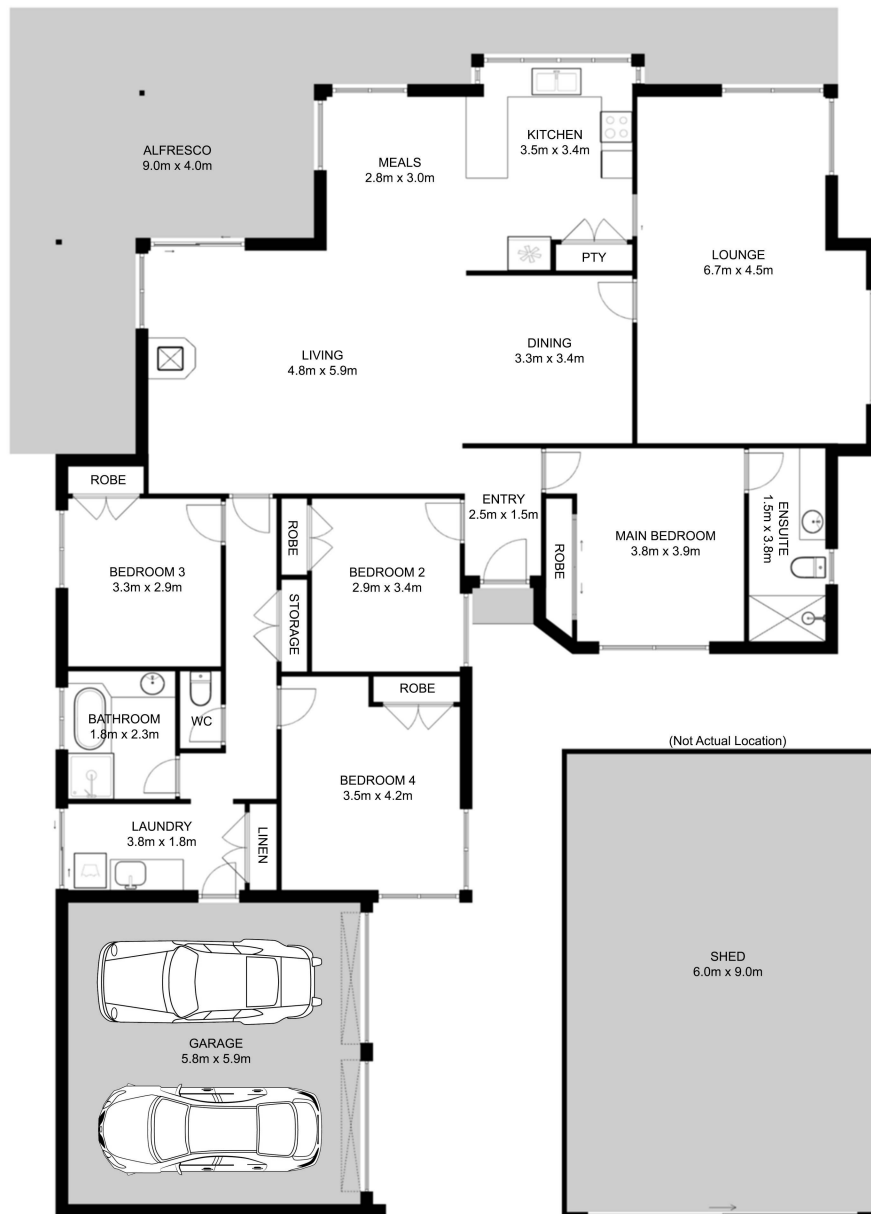 ALFRESCO
9.0m x 4.0m
MEALS
2.8m x 3.0m
KITCHEN
3.5m x 3.4m
PTY
LOUNGE
6.7m x 4.5m
LIVING
4.8m x 5.9m
DINING
3.3m x 3.4m
ROBE
ENTRY
2.5m x 1.5m
ROBE
BEDROOM 3
3.3m x 2.9m
BEDROOM 2
2.9m x 3.4m
STORAGE
ROBE
MAIN BEDROOM
3.8m x 3.9m
ENSUITE
1.5m x 3.8m
ROBE
WC
BATHROOM
1.8m x 2.3m
BEDROOM 4
3.5m x 4.2m
(Not Actual Location)
LAUNDRY
3.8m x 1.8m
LINEN
SHED
6.0m x 9.0m
GARAGE
5.8m x 5.9m